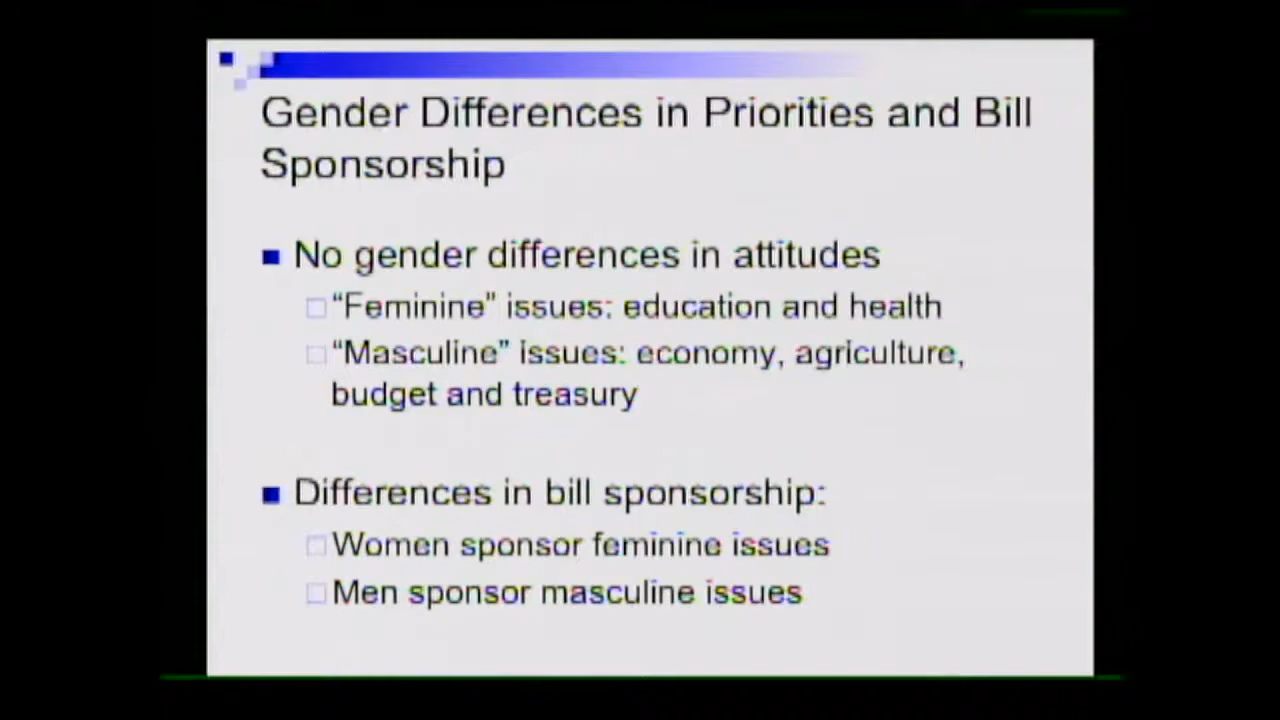 Gender Differences in Priorities and Bill
Sponsorship
No gender differences in attitudes
“Feminine” issues: education and health
“Masculine” issues: economy, agriculture,
budget and treasury
Differences in bill sponsorship:
Women sponsor feminine issues
Men sponsor masculine issues